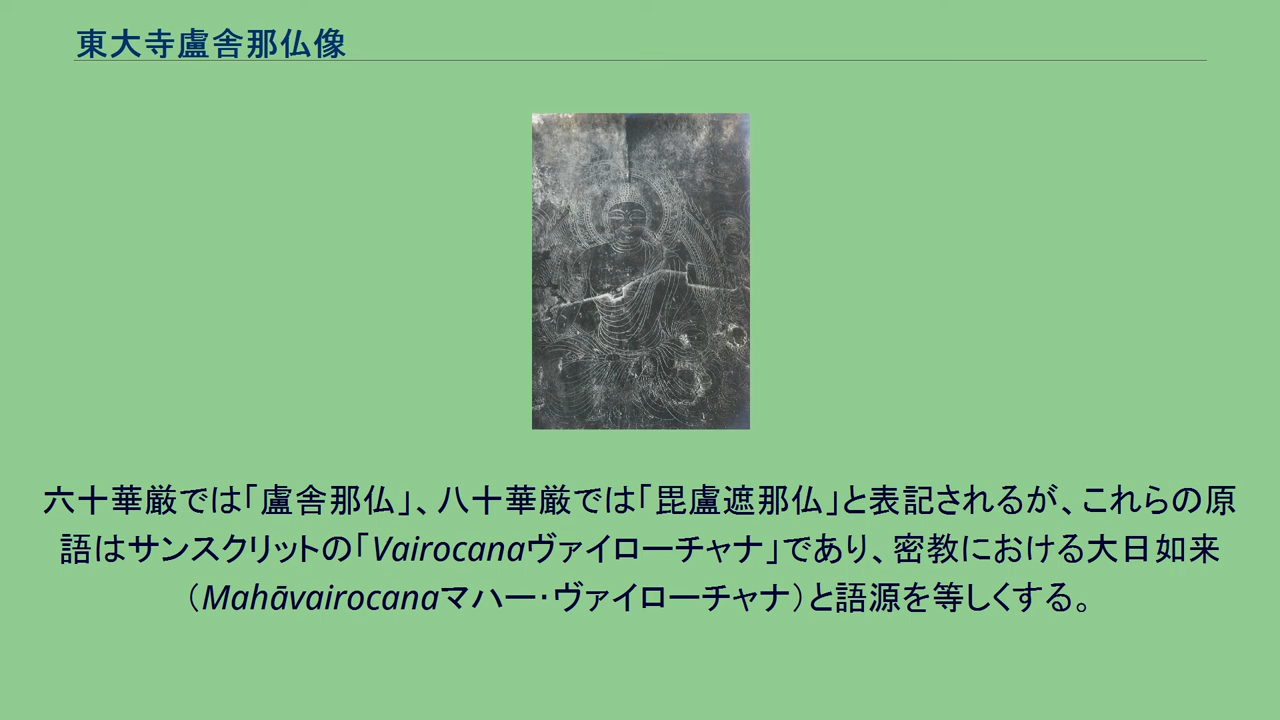 東大寺盧舎那仏像
六十華厳では「盧舎那仏」、八十華厳では「毘盧遮那仏」と表記されるが、これらの原
語はサンスクリットの「Vairocanaヴァイローチャナ」であり、密教における大日如来
（Mahāvairocanaマハー・ヴァイローチャナ）と語源を等しくする。